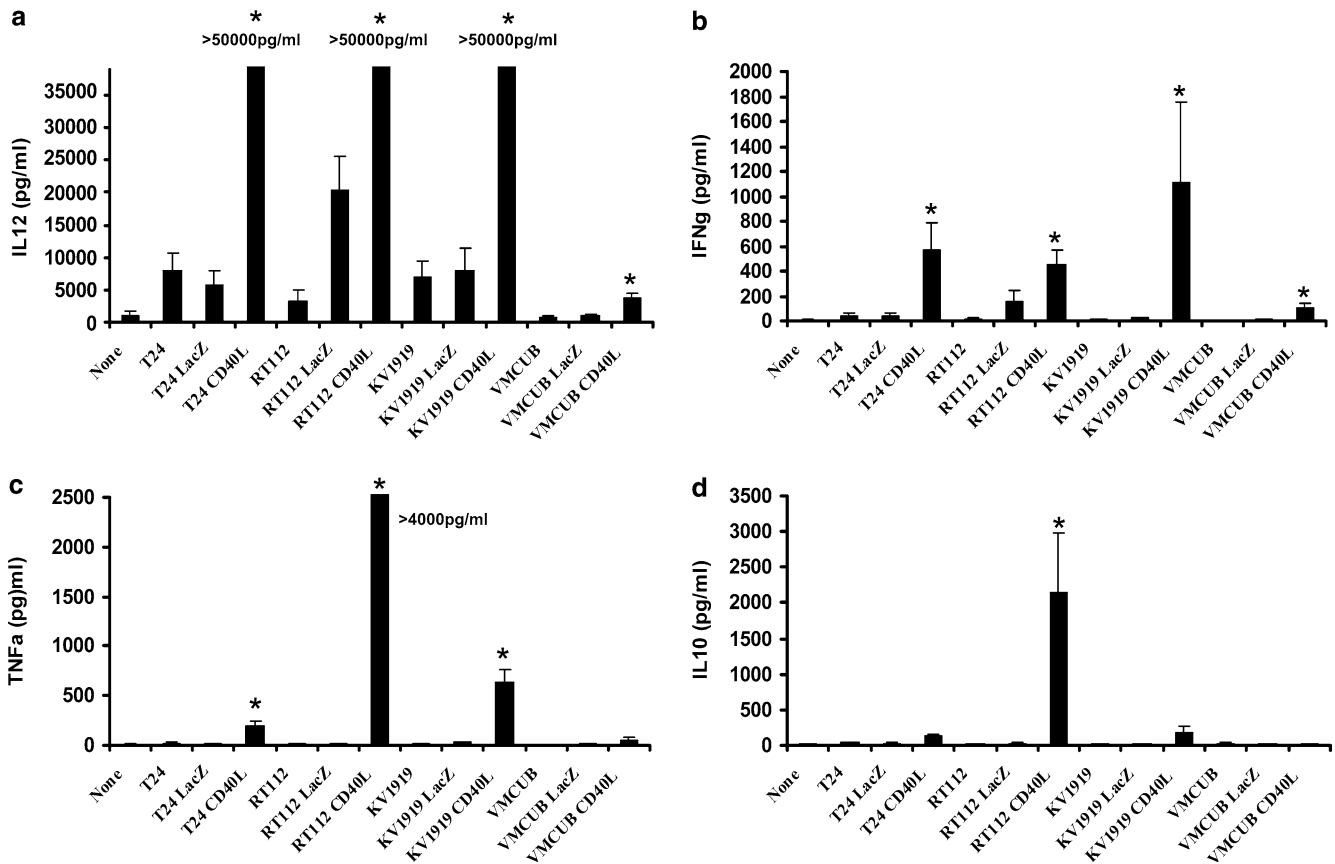 a
*
*
*
>50000pg/ml
>50000pg/ml
>50000pg/ml
IL12 (pg/ml)
35000
30000
25000
20000
15000
10000
5000
0
*
None
T24
T24 LacZ
T24 CD40L
RT112
RT112 LacZ
RT112 CD40L
KV1919
KV1919 LacZ
KV1919 CD40L
VMCUB
VMCUB LacZ
VMCUB CD40L
b
IFNg (pg/ml)
2000
1800
1600
1400
1200
1000
800
600
400
200
0
*
*
*
*
None
T24
T24 LacZ
T24 CD40L
RT112
RT112 LacZ
RT112 CD40L
KV1919
KV1919 LacZ
KV1919 CD40L
VMCUB
VMCUB LacZ
VMCUB CD40L
c
TNFa (pg)ml)
2500
2000
1500
1000
500
0
*
*
>4000pg/ml
*
None
T24
T24 LacZ
T24 CD40L
RT112
RT112 LacZ
RT112 CD40L
KV1919
KV1919 LacZ
KV1919 CD40L
VMCUB
VMCUB LacZ
VMCUB CD40L
d
IL10 (pg/ml)
3500
3000
2500
2000
1500
1000
500
0
*
None
T24
T24 LacZ
T24 CD40L
RT112
RT112 LacZ
RT112 CD40L
KV1919
KV1919 LacZ
KV1919 CD40L
VMCUB
VMCUB LacZ
VMCUB CD40L